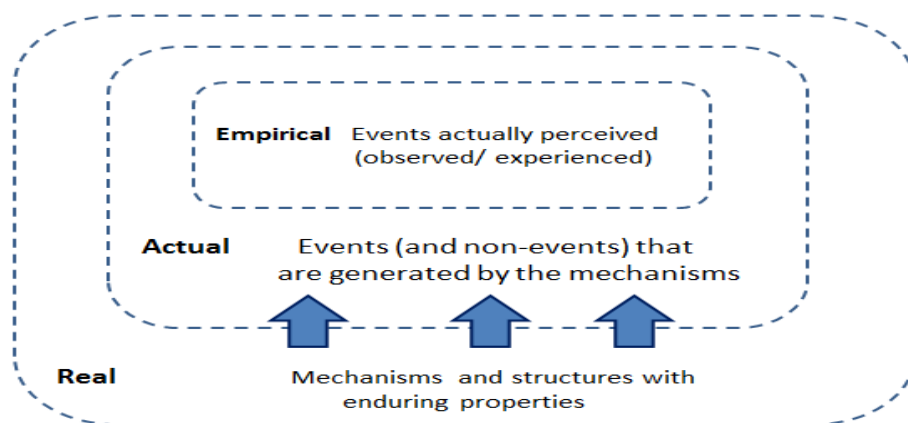 Empirical Events actually perceived
(observed/ experienced)
Actual Events (and non-events) that
are generated by the mechanisms
Real Mechanisms and structures with
enduring properties